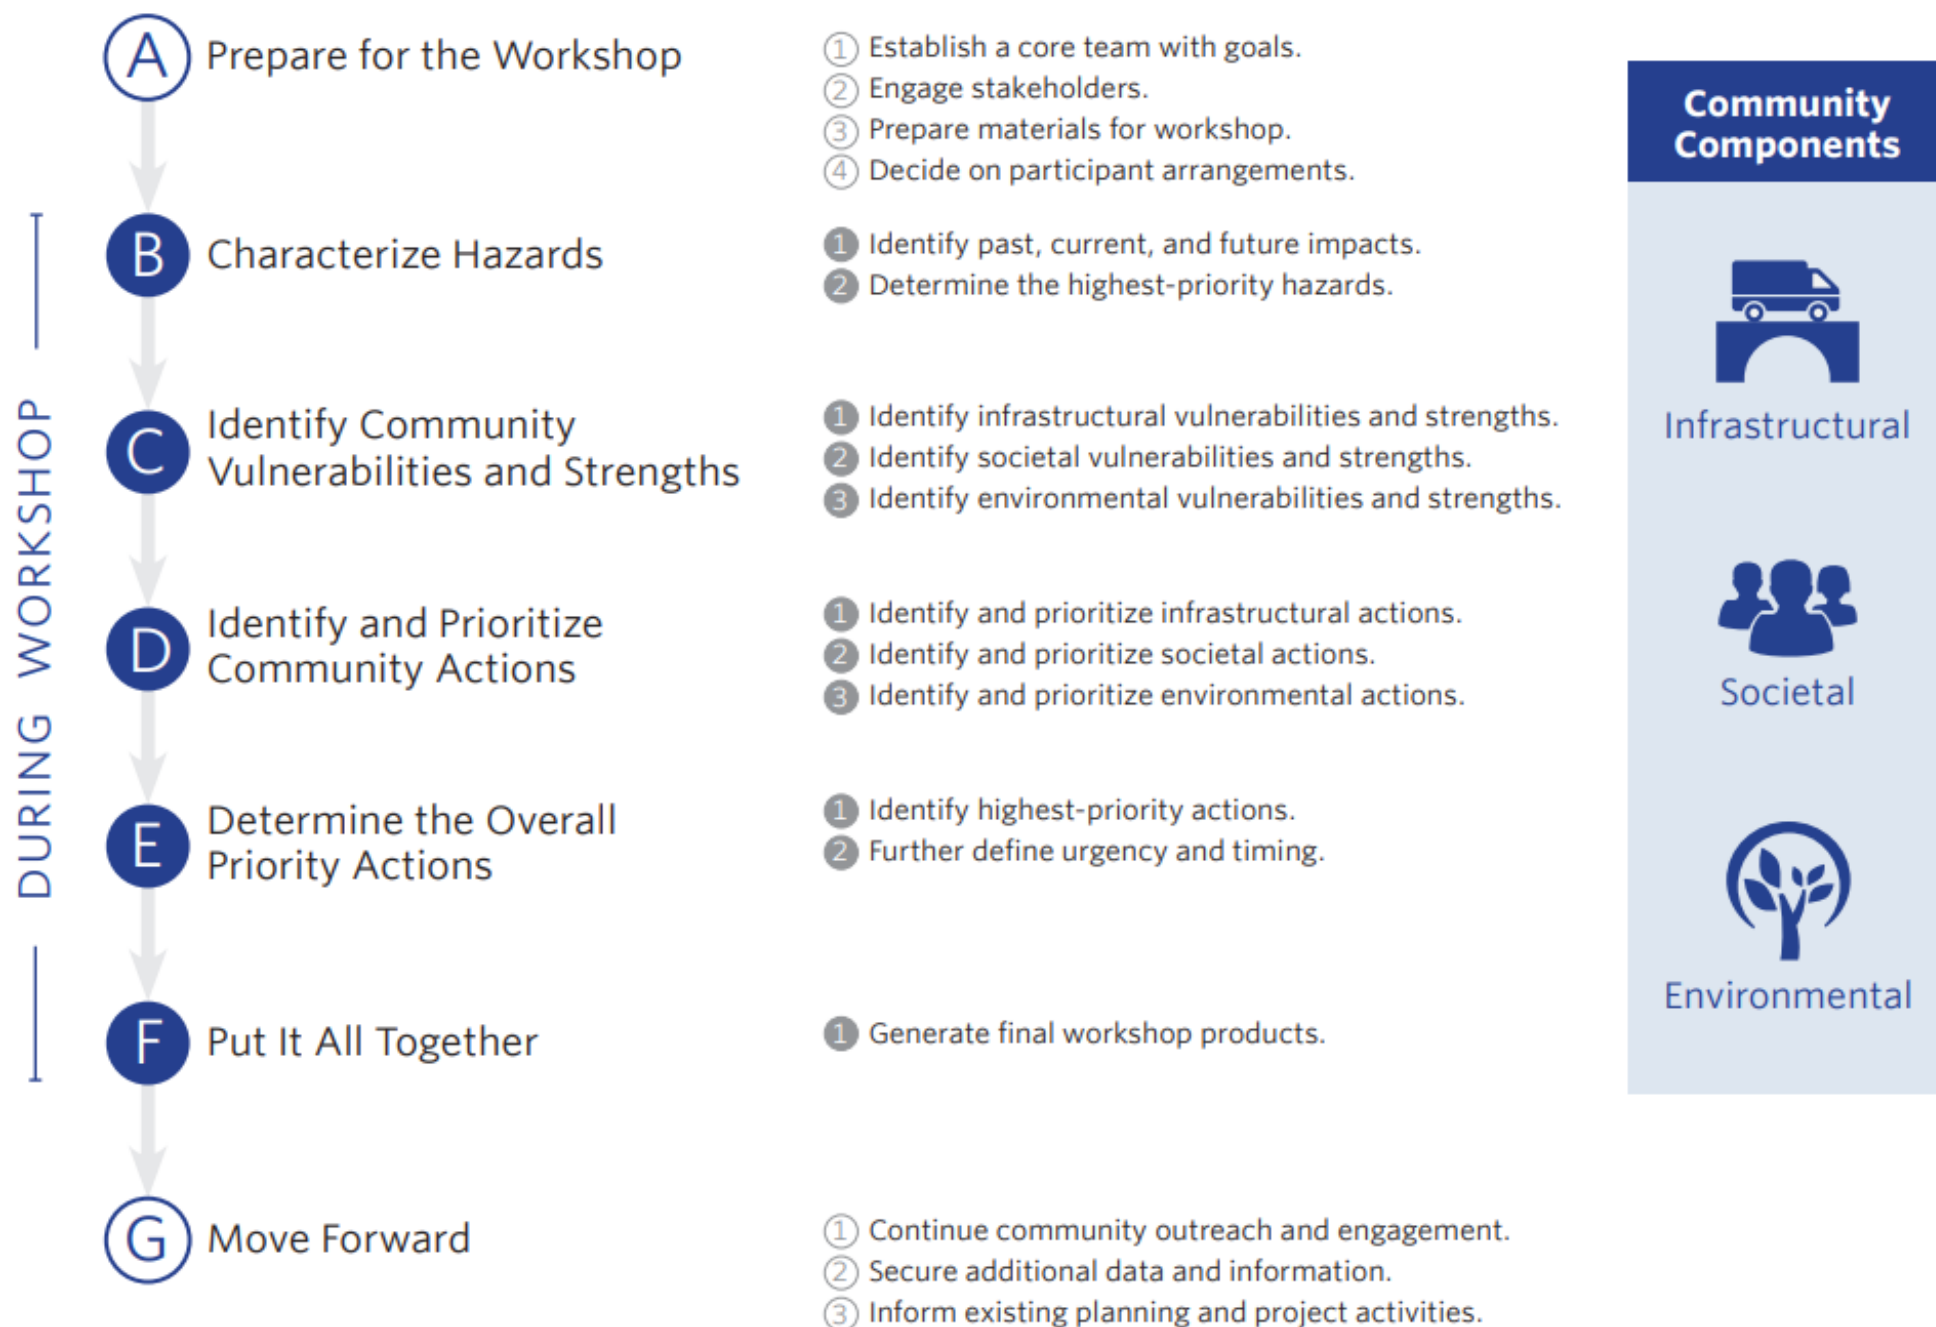 A Prepare for the Workshop
1 Establish a core team with goals.
2 Engage stakeholders.
3 Prepare materials for workshop.
4 Decide on participant arrangements.
DURING WORKSHOP
B Characterize Hazards
1 Identify past, current, and future impacts.
2 Determine the highest-priority hazards.
C Identify Community
Vulnerabilities and Strengths
1 Identify infrastructural vulnerabilities and strengths.
2 Identify societal vulnerabilities and strengths.
3 Identify environmental vulnerabilities and strengths.
D Identify and Prioritize
Community Actions
1 Identify and prioritize infrastructural actions.
2 Identify and prioritize societal actions.
3 Identify and prioritize environmental actions.
E Determine the Overall
Priority Actions
1 Identify highest-priority actions.
2 Further define urgency and timing.
F Put It All Together
1 Generate final workshop products.
G Move Forward
1 Continue community outreach and engagement.
2 Secure additional data and information.
3 Inform existing planning and project activities.
Community
Components
Infrastructural
Societal
Environmental